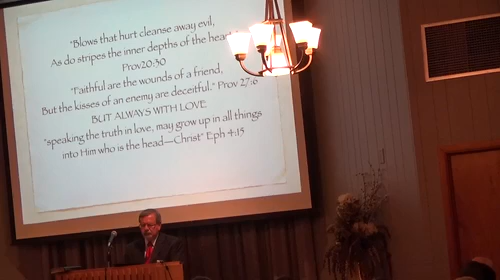 "Blows that hurt cleanse away evil,
As do stripes the inner depths of the hear
Prov20:30
"Faithful are the wounds of a friend,
But the kisses of an enemy are deceitful." Prov 27:6
BUT ALWAYS WITH LOVE
"speaking the truth in love, may grow up in all things
into Him who is the head—Christ" Eph 4:15